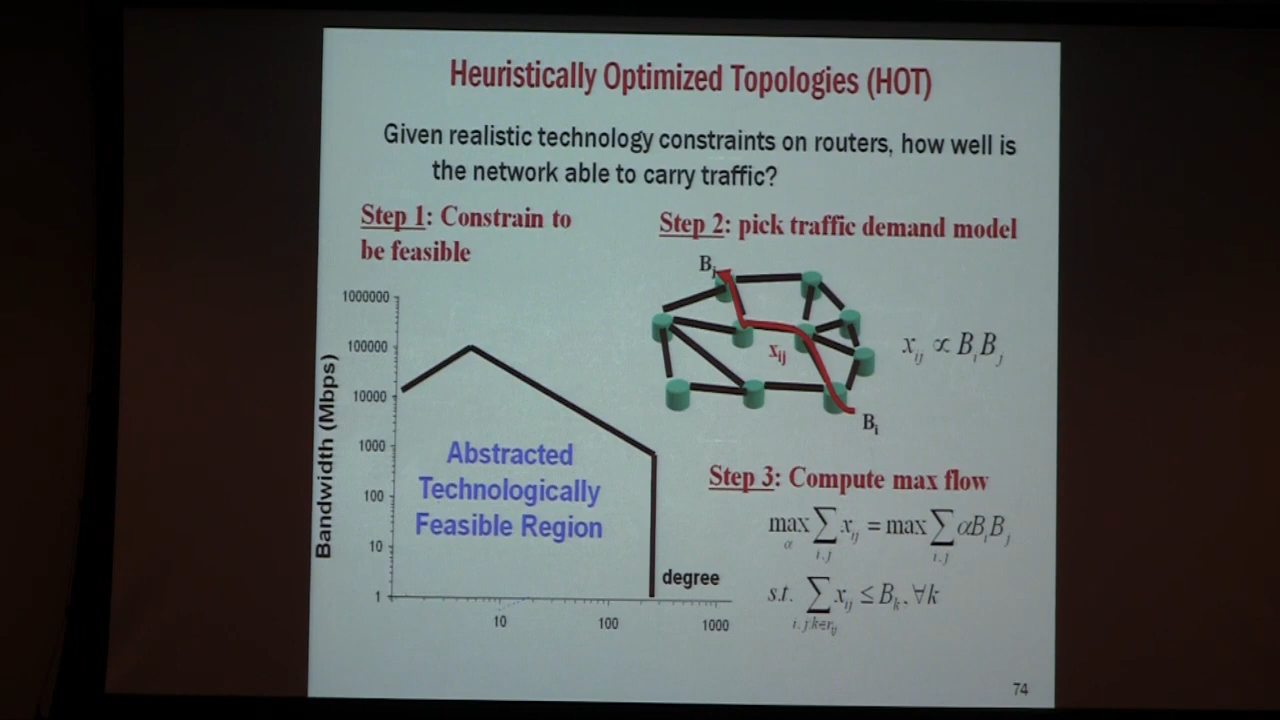 Heuristically Optimized Topologies (HOT)
Given realistic technology constraints on routers, how well is
the network able to carry traffic?
Step 1: Constrain to
be feasible
Step 2: pick traffic demand model
1000000
100000
10000
1000
100
10
1
Bandwidth (Mbps)
Abstracted
Technologically
Feasible Region
degree
10 100 1000
Bj
xij
Bi
xij ∝ BiBj
Step 3: Compute max flow
max α ∑ i,j xij = max ∑ i,j αBiBj
s.t. ∑ i,j:k∈rij xij ≤ Bk, ∀k
74